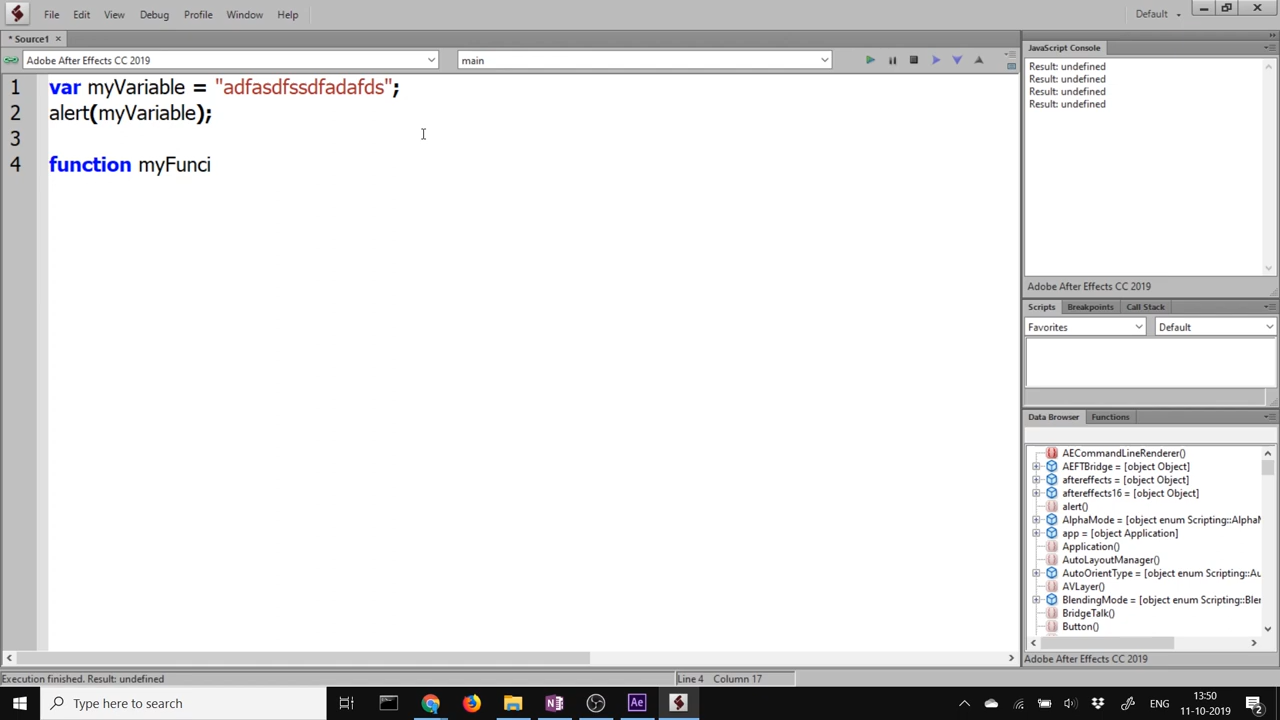 File Edit View Debug Profile Window Help Default
* Source1 ×
Adobe After Effects CC 2019 main
1 var myVariable = "adfasdfssdfadafds";
2 alert(myVariable);
3
4 function myFunci
JavaScript Console
Result: undefined
Result: undefined
Result: undefined
Result: undefined
Adobe After Effects CC 2019
Scripts Breakpoints Call Stack
Favorites Default
Data Browser Functions
AECommandLineRenderer()
AEFTBridge = [object Object]
aftereffects = [object Object]
aftereffects16 = [object Object]
alert()
AlphaMode = [object enum Scripting::AlphaM
app = [object Application]
Application()
AutoLayoutManager()
AutoOrientType = [object enum Scripting::Au
AVLayer()
BlendingMode = [object enum Scripting::Blen
BridgeTalk()
Button()
Adobe After Effects CC 2019
Execution finished. Result: undefined Line 4 Column 17
Type here to search
ENG 13:50
11-10-2019
2